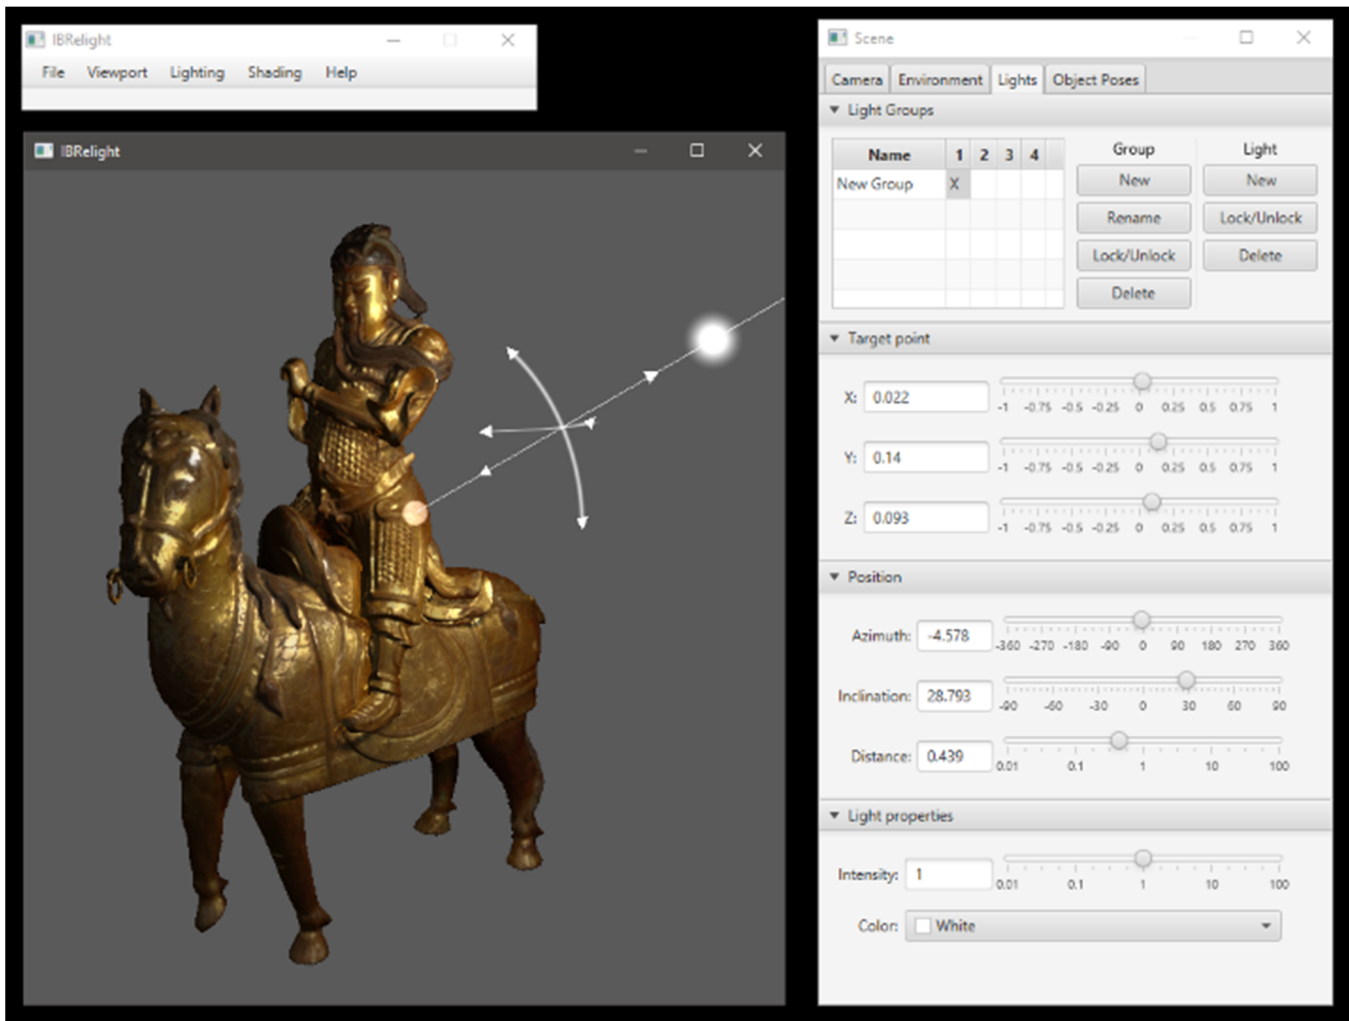 IBRelight
File Viewport Lighting Shading Help
IBRelight
Scene
Camera Environment Lights Object Poses
Light Groups
Name 1 2 3 4
New Group X
Group Light
New New
Rename Lock/Unlock
Lock/Unlock Delete
Delete
Target point
X: 0.022
-1 -0.75 -0.5 -0.25 0 0.25 0.5 0.75 1
Y: 0.14
-1 -0.75 -0.5 -0.25 0 0.25 0.5 0.75 1
Z: 0.093
-1 -0.75 -0.5 -0.25 0 0.25 0.5 0.75 1
Position
Azimuth: -4.578
-360 -270 -180 -90 0 90 180 270 360
Inclination: 28.793
-90 -60 -30 0 30 60 90
Distance: 0.439
0.01 0.1 1 10 100
Light properties
Intensity: 1
0.01 0.1 1 10 100
Color: White